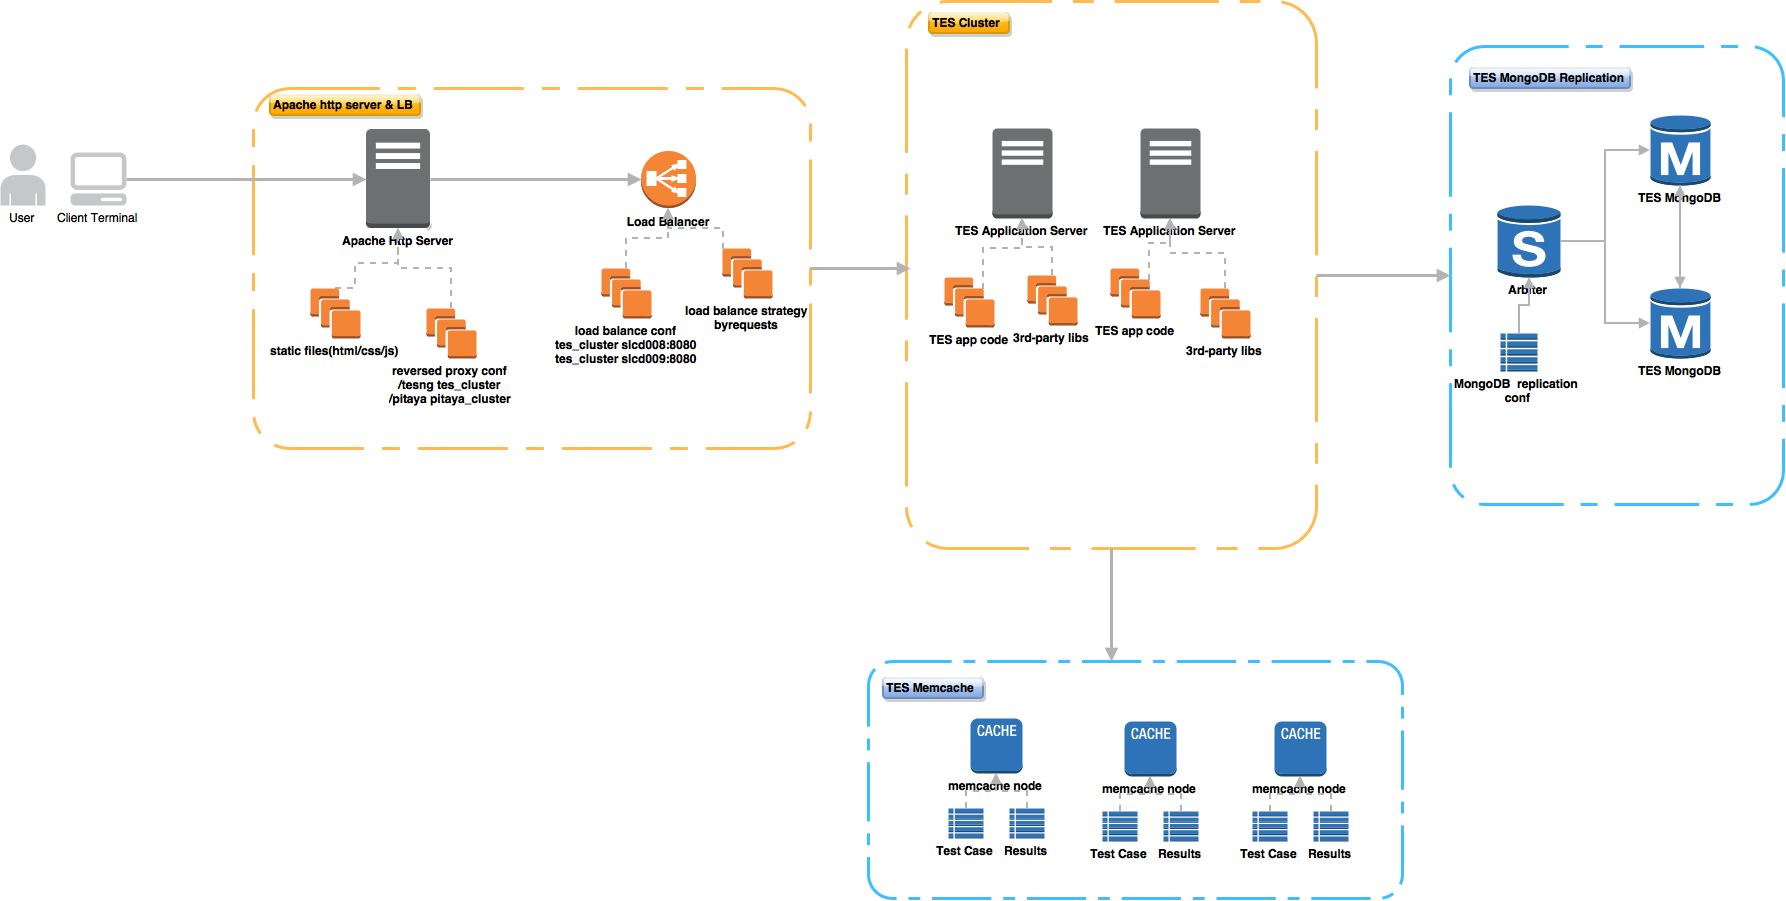 User
Client Terminal
Apache http server & LB
Apache Http Server
static files(html/css/js)
reversed proxy conf
/tesng tes_cluster
/pitaya pitaya_cluster
Load Balancer
load balance conf
tes_cluster slcd008:8080
tes_cluster slcd009:8080
load balance strategy
byrequests
TES Cluster
TES Application Server
TES app code
3rd-party libs
TES Application Server
TES app code
3rd-party libs
TES MongoDB Replication
S
Arbiter
MongoDB replication
conf
M
TES MongoDB
M
TES MongoDB
TES Memcache
CACHE
memcache node
Test Case
Results
CACHE
memcache node
Test Case
Results
CACHE
memcache node
Test Case
Results